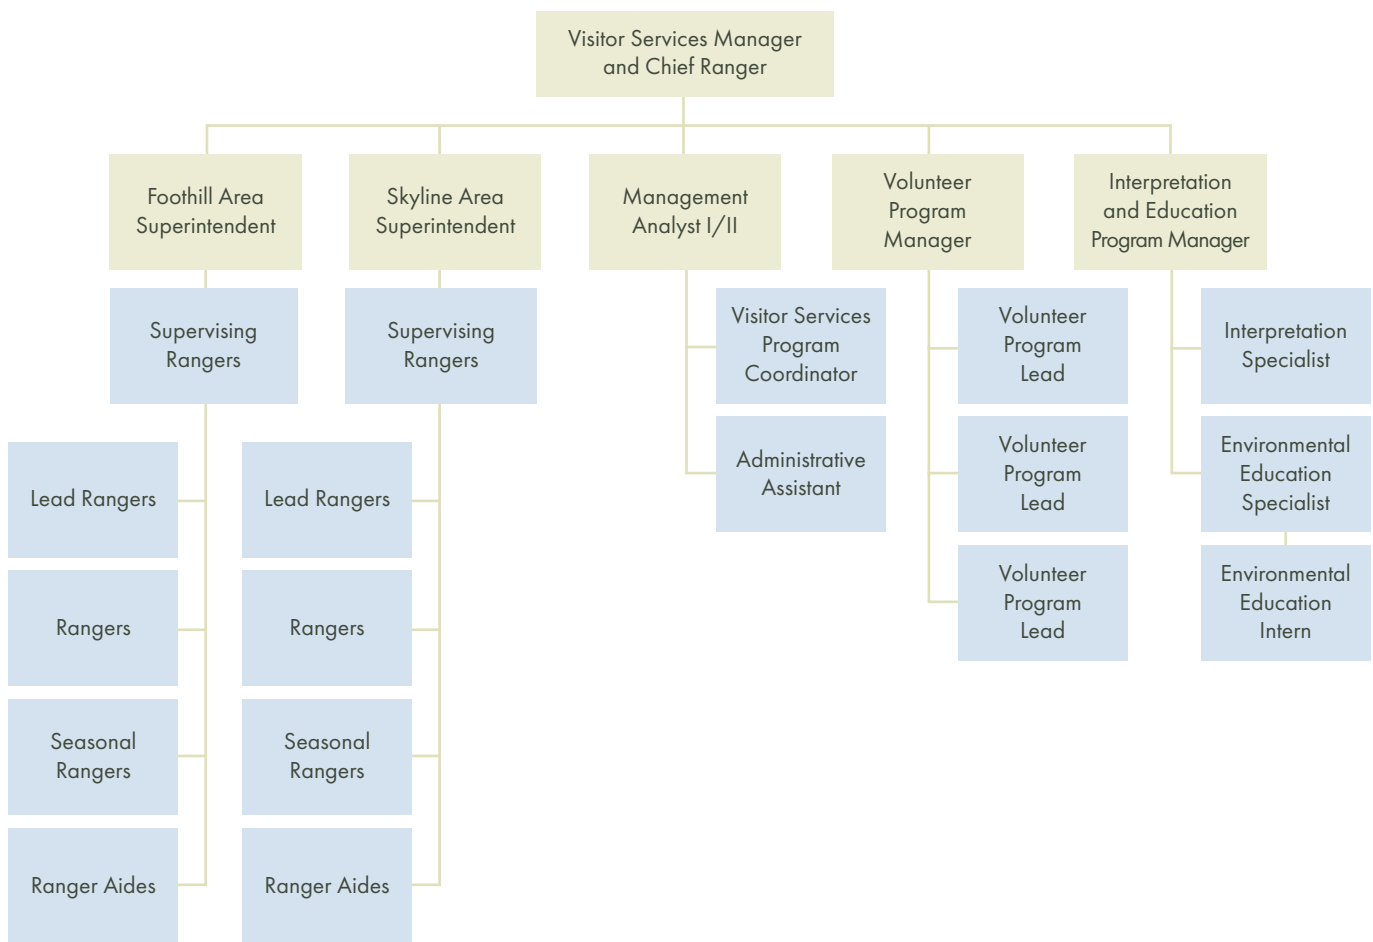 Visitor Services Manager
and Chief Ranger
Foothill Area
Superintendent
Skyline Area
Superintendent
Management
Analyst I/II
Volunteer
Program
Manager
Interpretation
and Education
Program Manager
Supervising
Rangers
Supervising
Rangers
Visitor Services
Program
Coordinator
Volunteer
Program
Lead
Interpretation
Specialist
Lead Rangers
Lead Rangers
Administrative
Assistant
Volunteer
Program
Lead
Environmental
Education
Specialist
Rangers
Rangers
Volunteer
Program
Lead
Environmental
Education
Intern
Seasonal
Rangers
Seasonal
Rangers
Ranger Aides
Ranger Aides